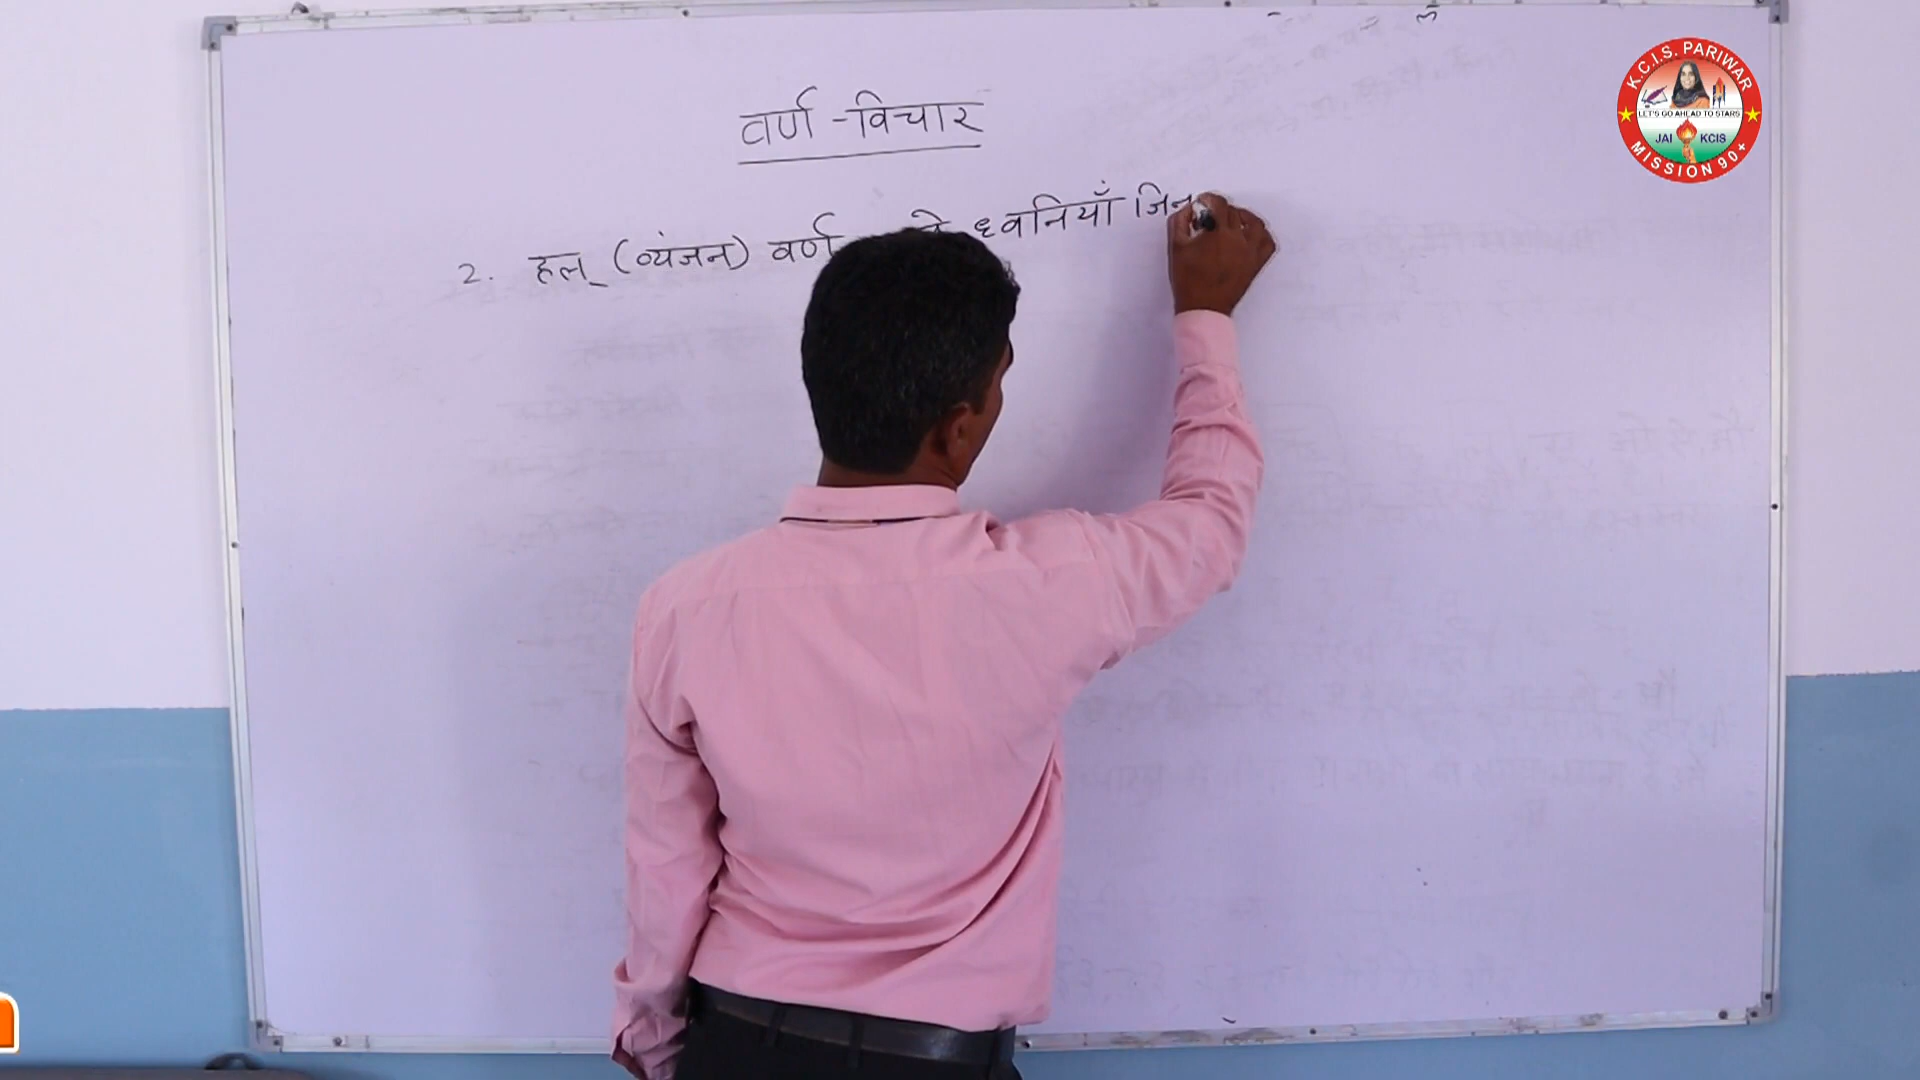 वर्ण -विचार
2. हल् (व्यंजन) वर्ण वे ध्वनियाँ जिन
K.C.I.S. PARIWAR
LET'S GO AHEAD TO STARS
JAI KCIS
MISSION 90+